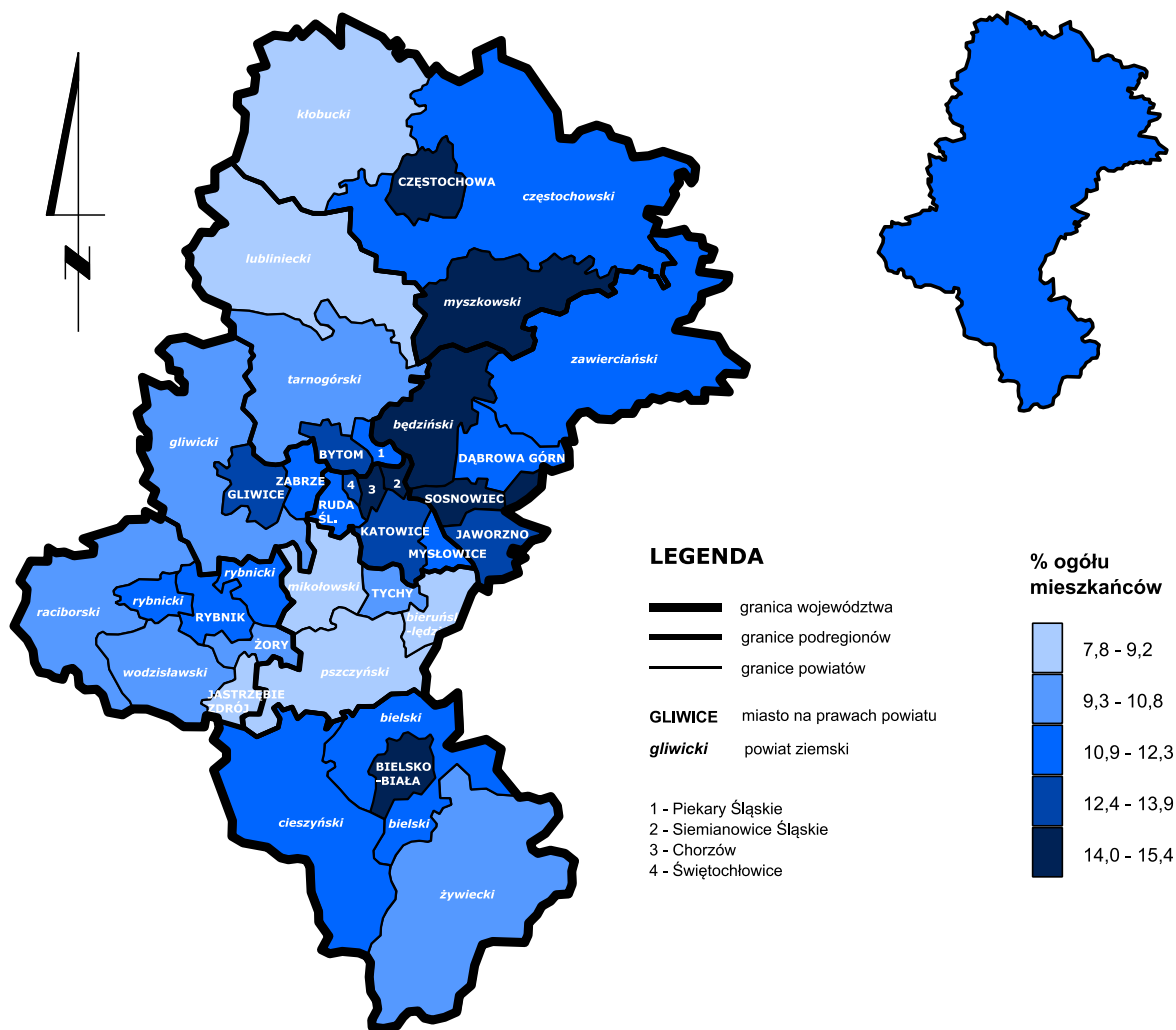 kłobucki
CZĘSTOCHOWA
częstochowski
lubliniecki
myszkowski
zawierciański
tarnogórski
będziński
gliwicki
BYTOM
1
DĄBROWA GÓRN
ZABRZE
GLIWICE
4
3
2
SOSNOWIEC
RUDA
ŚL.
KATOWICE
JAWORZNO
MYSŁOWICE
rybnicki
mikołowski
TYCHY
raciborski
rybnicki
RYBNIK
bieruńsk
-lędz
ŻORY
wodzisławski
pszczyński
JASTRZĘBIE
ZDRÓJ
bielski
BIELSKO
-BIAŁA
cieszyński
bielski
żywiecki
N
LEGENDA
granica województwa
granice podregionów
granice powiatów
GLIWICE miasto na prawach powiatu
gliwicki powiat ziemski
1 - Piekary Śląskie
2 - Siemianowice Śląskie
3 - Chorzów
4 - Świętochłowice
% ogółu
mieszkańców
7,8 - 9,2
9,3 - 10,8
10,9 - 12,3
12,4 - 13,9
14,0 - 15,4